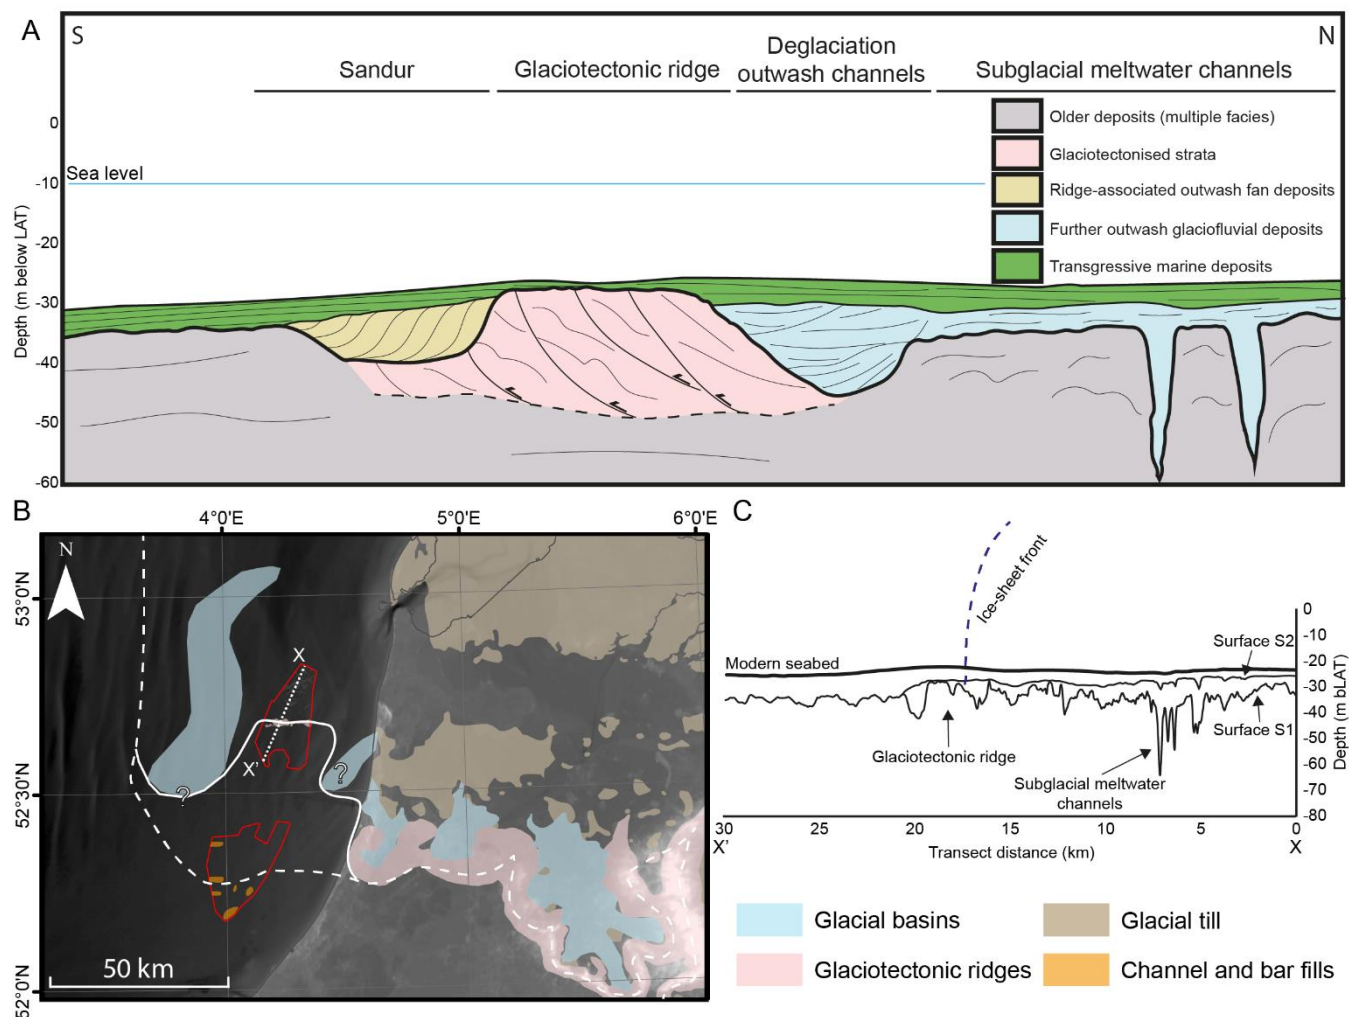 A
S
N
Sandur
Glaciotectonic ridge
Deglaciation
outwash channels
Subglacial meltwater channels
Older deposits (multiple facies)
Glaciotectonised strata
Ridge-associated outwash fan deposits
Further outwash glaciofluvial deposits
Transgressive marine deposits
Depth (m below LAT)
0
-10
-20
-30
-40
-50
-60
Sea level
B
4°0'E
5°0'E
6°0'E
53°0'N
52°30'N
52°0'N
N
X
X'
?
?
50 km
C
Ice-sheet front
Modern seabed
Surface S2
Surface S1
Glaciotectonic ridge
Subglacial meltwater
channels
0
-10
-20
-30
-40
-50
-60
-70
-80
Depth (m bLAT)
30
25
20
15
10
5
0
X'
Transect distance (km)
X
Glacial basins
Glacial till
Glaciotectonic ridges
Channel and bar fills